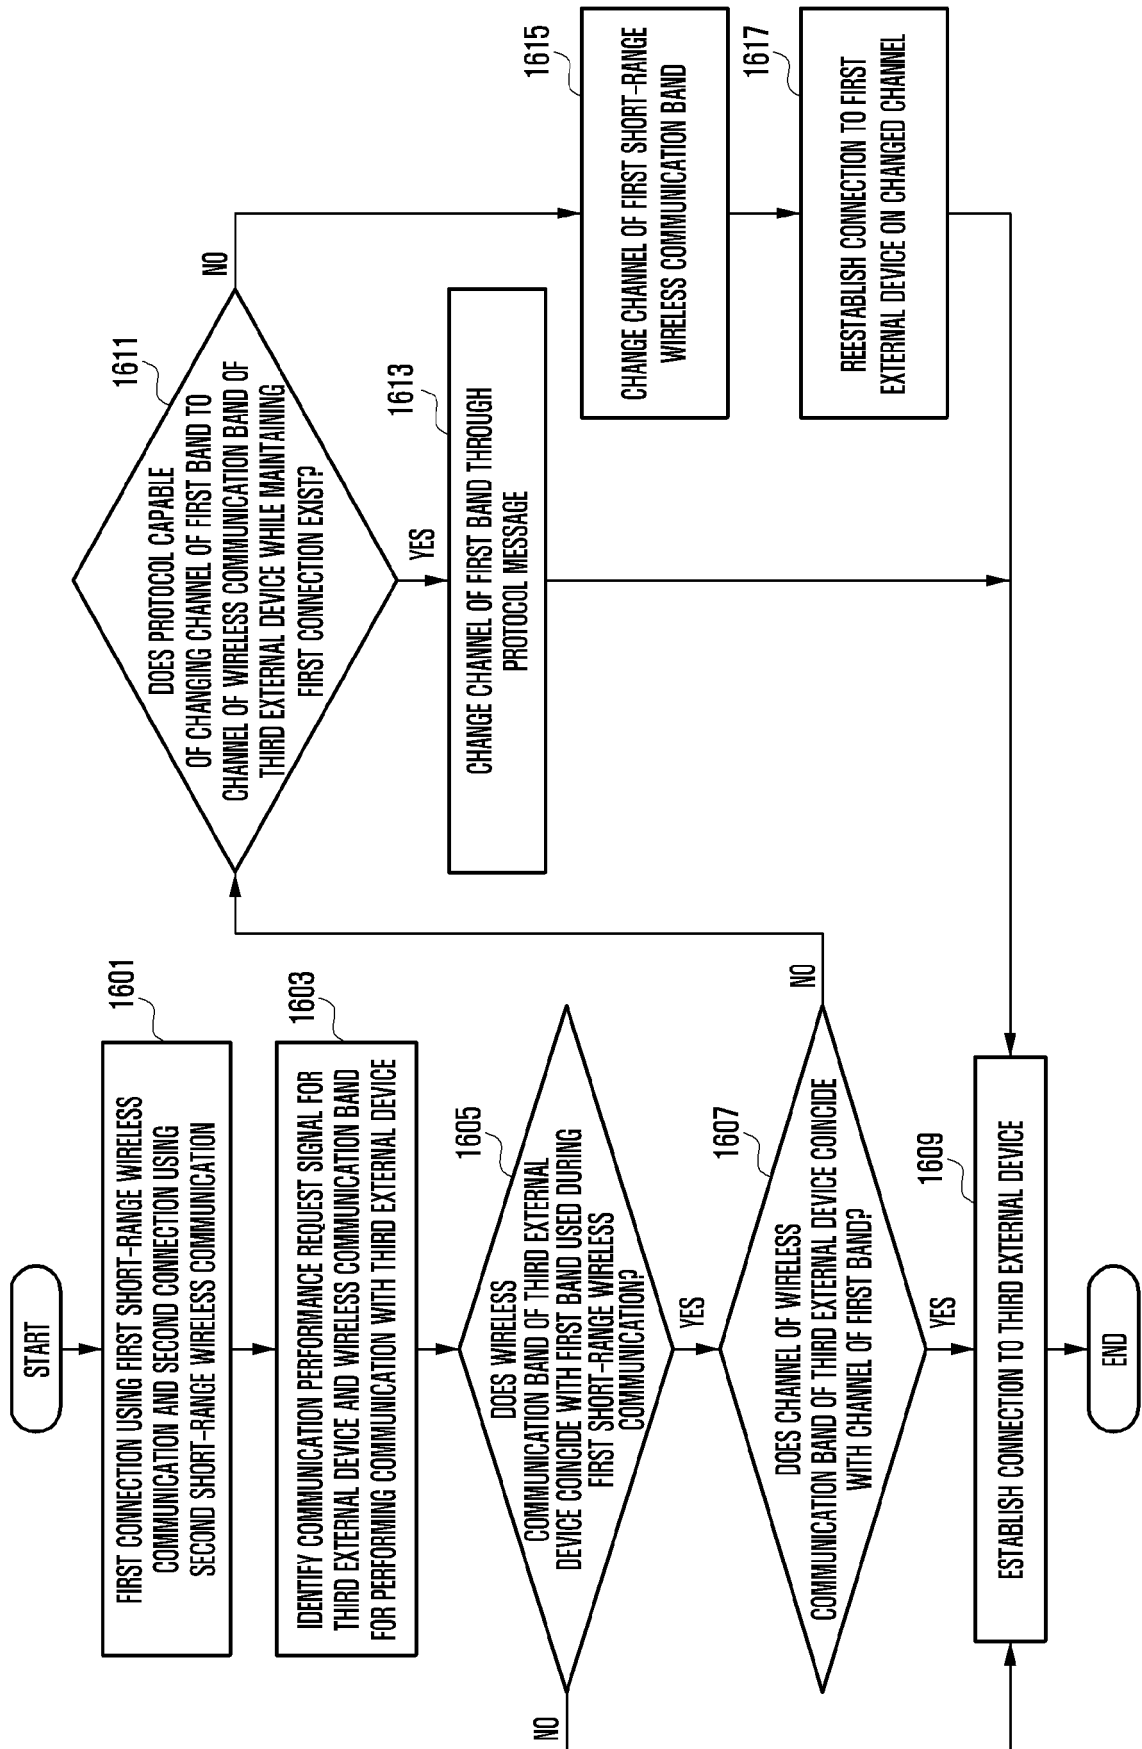 START
1601
FIRST CONNECTION USING FIRST SHORT-RANGE WIRELESS
COMMUNICATION AND SECOND CONNECTION USING
SECOND SHORT-RANGE WIRELESS COMMUNICATION
1603
IDENTIFY COMMUNICATION PERFORMANCE REQUEST SIGNAL FOR
THIRD EXTERNAL DEVICE AND WIRELESS COMMUNICATION BAND
FOR PERFORMING COMMUNICATION WITH THIRD EXTERNAL DEVICE
1605
DOES WIRELESS
COMMUNICATION BAND OF THIRD EXTERNAL
DEVICE COINCIDE WITH FIRST BAND USED DURING
FIRST SHORT-RANGE WIRELESS
COMMUNICATION?
NO
YES
1607
DOES CHANNEL OF WIRELESS
COMMUNICATION BAND OF THIRD EXTERNAL DEVICE COINCIDE
WITH CHANNEL OF FIRST BAND?
NO
YES
1609
ESTABLISH CONNECTION TO THIRD EXTERNAL DEVICE
END
1611
DOES PROTOCOL CAPABLE
OF CHANGING CHANNEL OF FIRST BAND TO
CHANNEL OF WIRELESS COMMUNICATION BAND OF
THIRD EXTERNAL DEVICE WHILE MAINTAINING
FIRST CONNECTION EXIST?
NO
YES
1613
CHANGE CHANNEL OF FIRST BAND THROUGH
PROTOCOL MESSAGE
1615
CHANGE CHANNEL OF FIRST SHORT-RANGE
WIRELESS COMMUNICATION BAND
1617
REESTABLISH CONNECTION TO FIRST
EXTERNAL DEVICE ON CHANGED CHANNEL